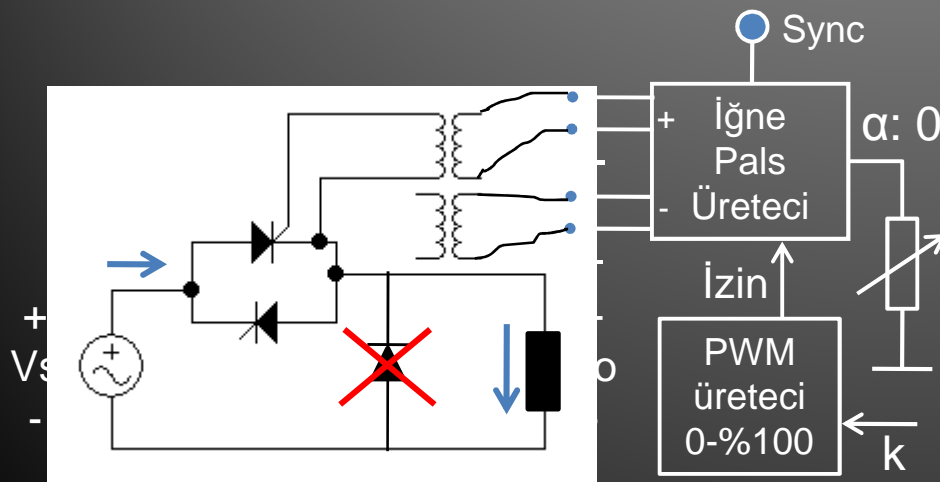 Sync
+ İğne
Pals
- Üreteci
α: 0
-
-
İzin
PWM
üreteci
0-%100
k
+
Vs
-
+
-
o
-